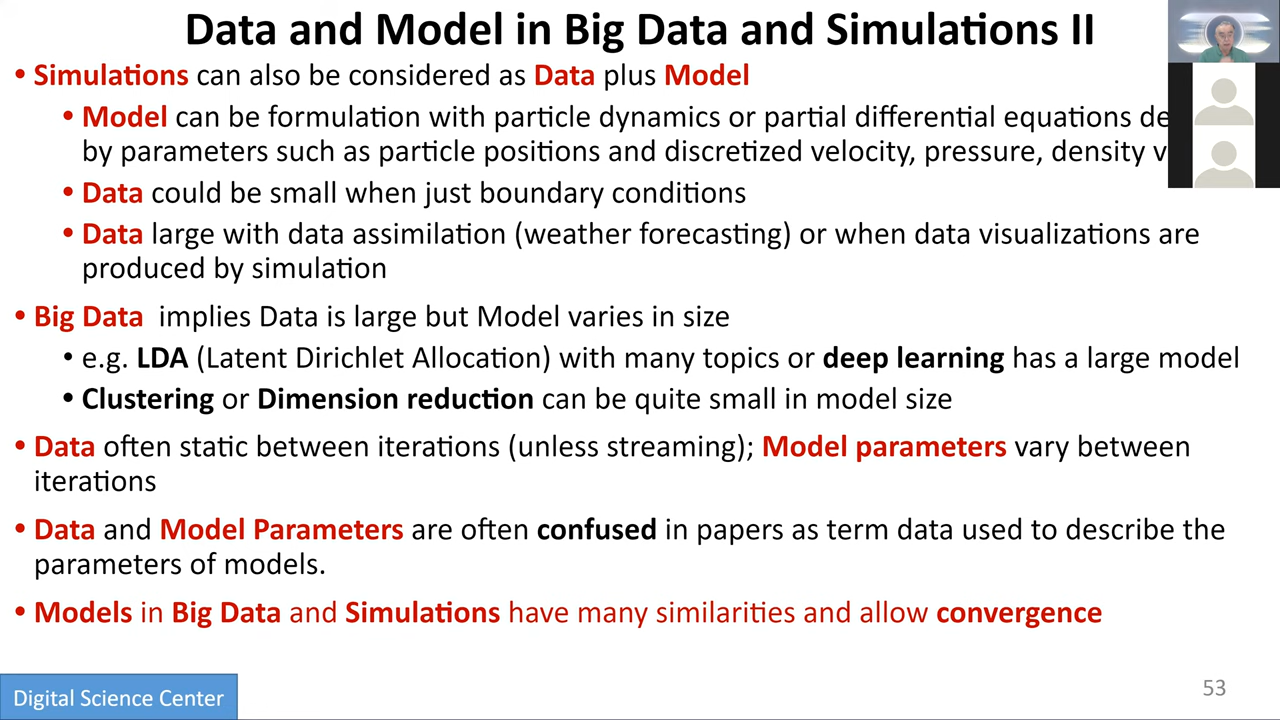 Data and Model in Big Data and Simulations II
• Simulations can also be considered as Data plus Model
• Model can be formulation with particle dynamics or partial differential equations
by parameters such as particle positions and discretized velocity, pressure, density
• Data could be small when just boundary conditions
• Data large with data assimilation (weather forecasting) or when data visualizations are
produced by simulation
• Big Data implies Data is large but Model varies in size
• e.g. LDA (Latent Dirichlet Allocation) with many topics or deep learning has a large model
• Clustering or Dimension reduction can be quite small in model size
• Data often static between iterations (unless streaming); Model parameters vary between
iterations
• Data and Model Parameters are often confused in papers as term data used to describe the
parameters of models.
• Models in Big Data and Simulations have many similarities and allow convergence
Digital Science Center
53